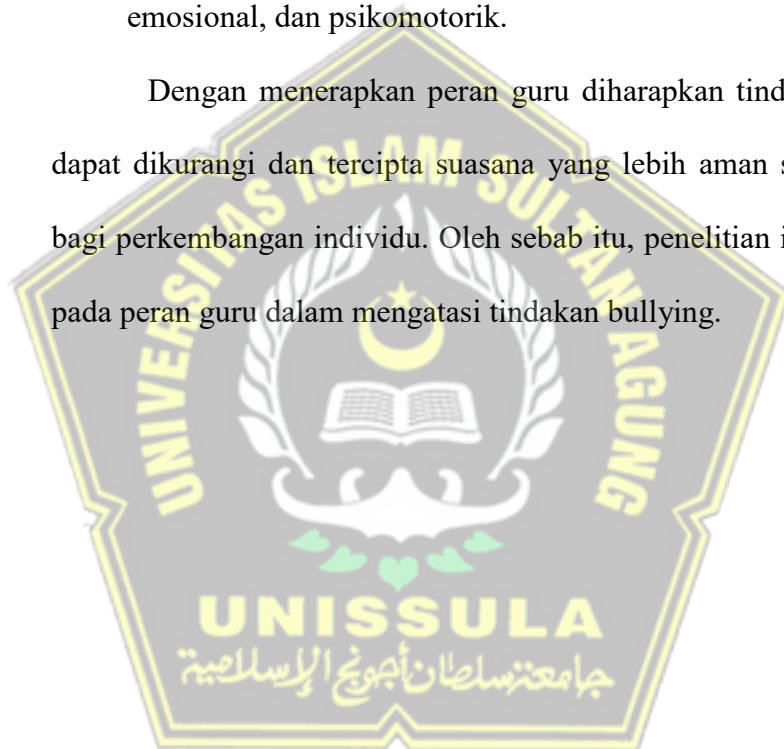 emosional, dan psikomotorik.
Dengan menerapkan peran guru diharapkan tind
dapat dikurangi dan tercipta suasana yang lebih aman s
bagi perkembangan individu. Oleh sebab itu, penelitian i
pada peran guru dalam mengatasi tindakan bullying.
UNIVERSITAS ISLAM SULTAN AGUNG
UNISSULA
جامعة سلطان أجونج الإسلامية